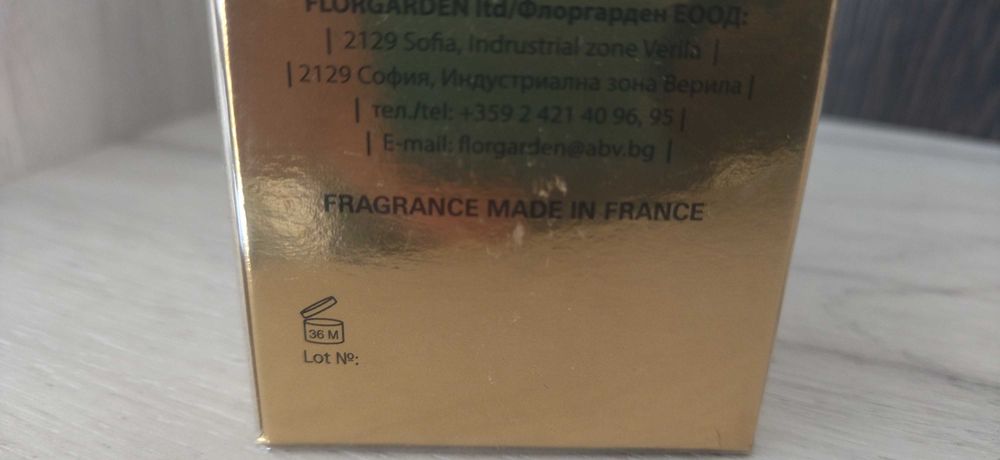 FLORGARDEN ltd/Флоргарден ЕООД:
| 2129 Sofia, Indrustrial zone Verila |
| 2129 София, Индустриална зона Верила |
| тел./tel: +359 2 421 40 96, 95 |
| E-mail: florgarden@abv.bg |
FRAGRANCE MADE IN FRANCE
36 M
Lot №: